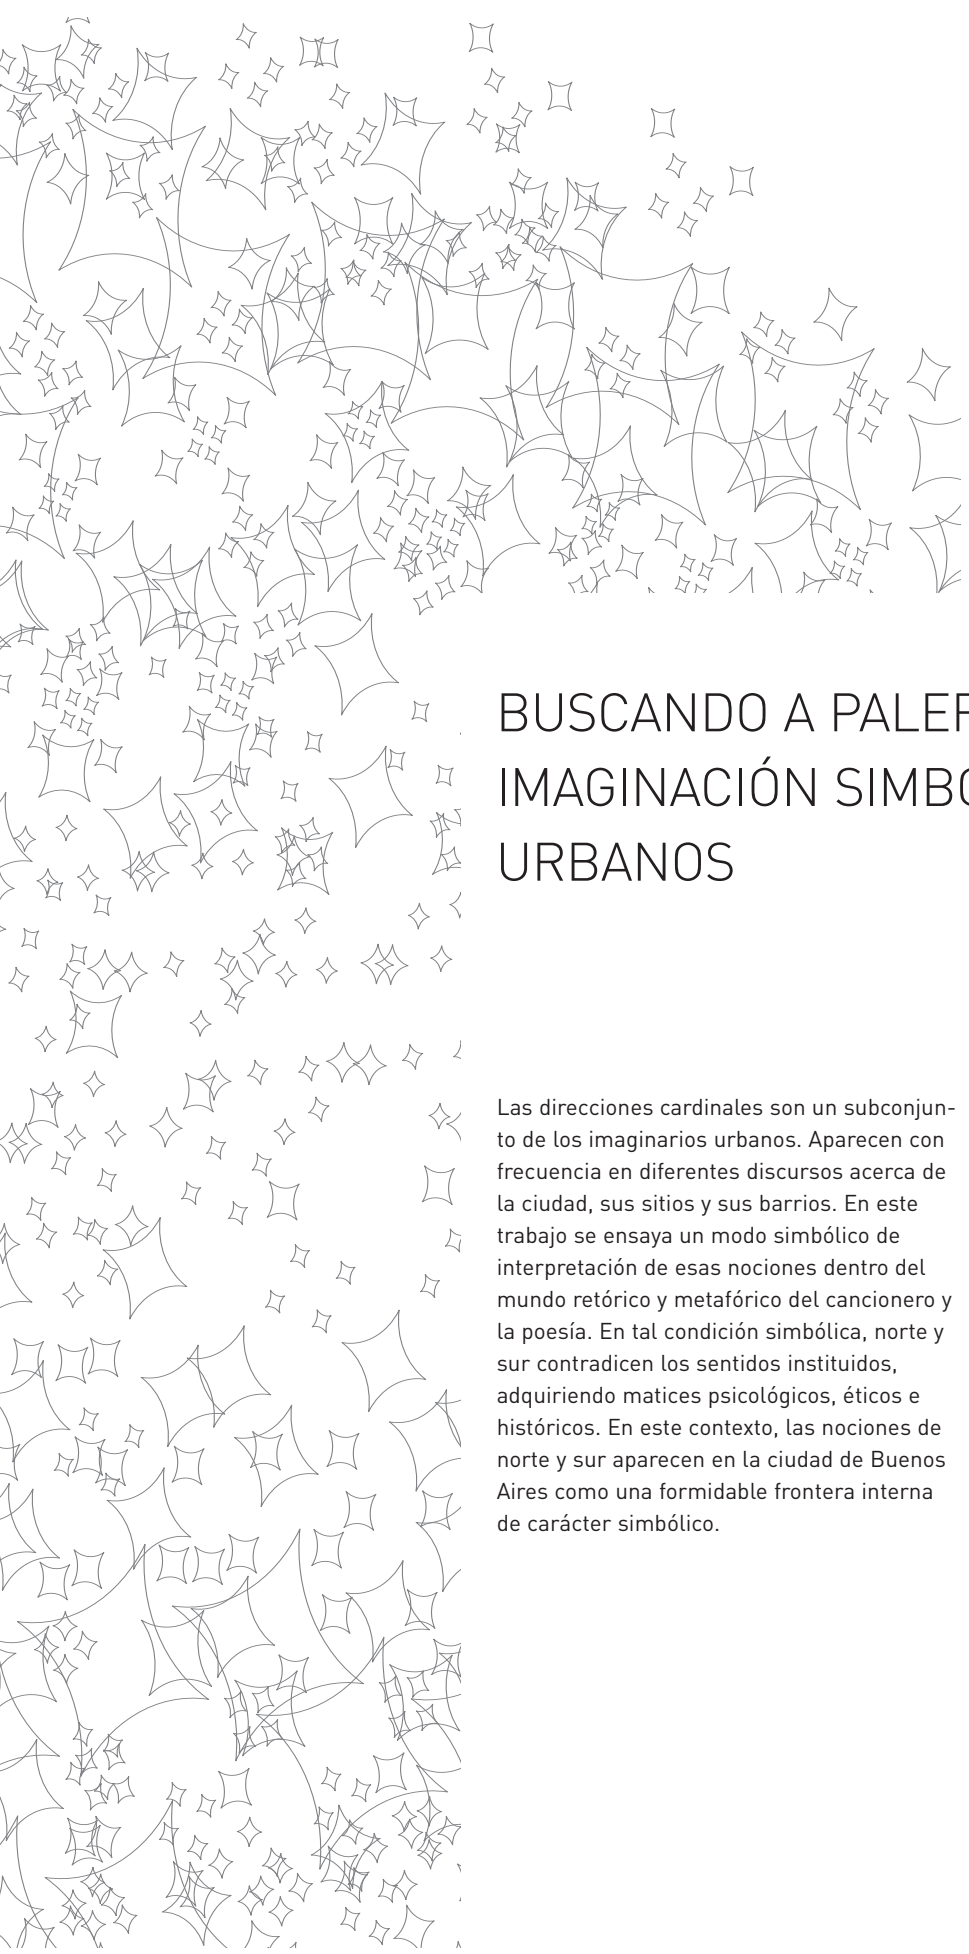 BUSCANDO A
IMAGINACIÓN
URBANOS
Las direcciones cardinales son un subconjun-
to de los imaginarios urbanos. Aparecen con
frecuencia en diferentes discursos acerca de
la ciudad, sus sitios y sus barrios. En este
trabajo se ensaya un modo simbólico de
interpretación de esas nociones dentro del
mundo retórico y metafórico del cancionero y
la poesía. En tal condición simbólica, norte y
sur contradicen los sentidos instituidos,
adquiriendo matices psicológicos, éticos e
históricos. En este contexto, las nociones de
norte y sur aparecen en la ciudad de Buenos
Aires como una formidable frontera interna
de carácter simbólico.